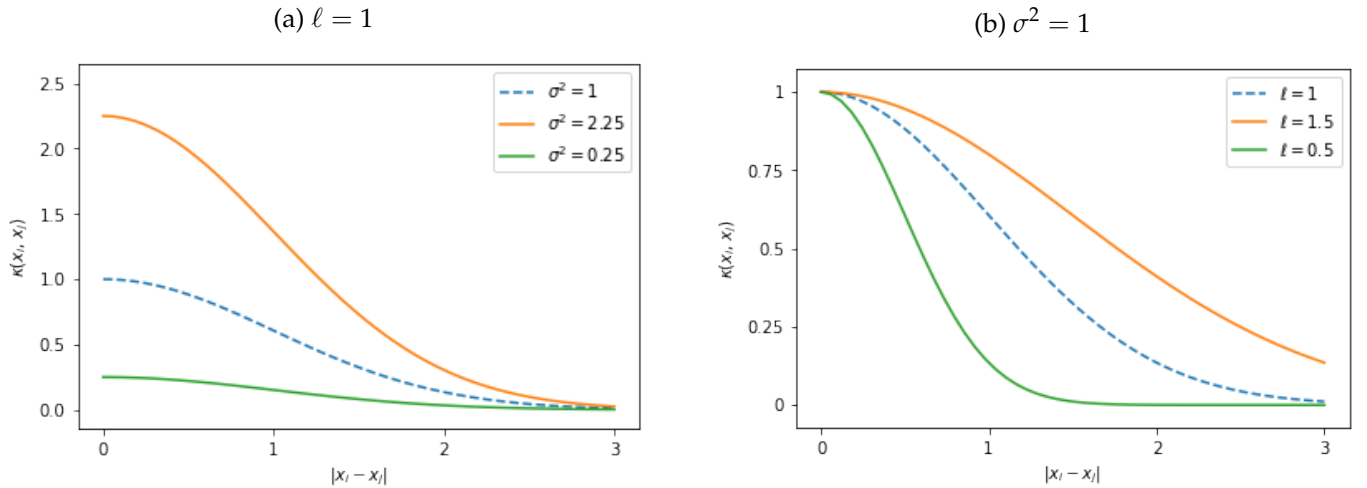 (a) ℓ = 1
2.5
2.0
1.5
1.0
0.5
0.0
0
1
2
3
κ(xᵢ, xⱼ)
|xᵢ − xⱼ|
σ² = 1
σ² = 2.25
σ² = 0.25
(b) σ² = 1
1
0.75
0.5
0.25
0
0
1
2
3
κ(xᵢ, xⱼ)
|xᵢ − xⱼ|
ℓ = 1
ℓ = 1.5
ℓ = 0.5